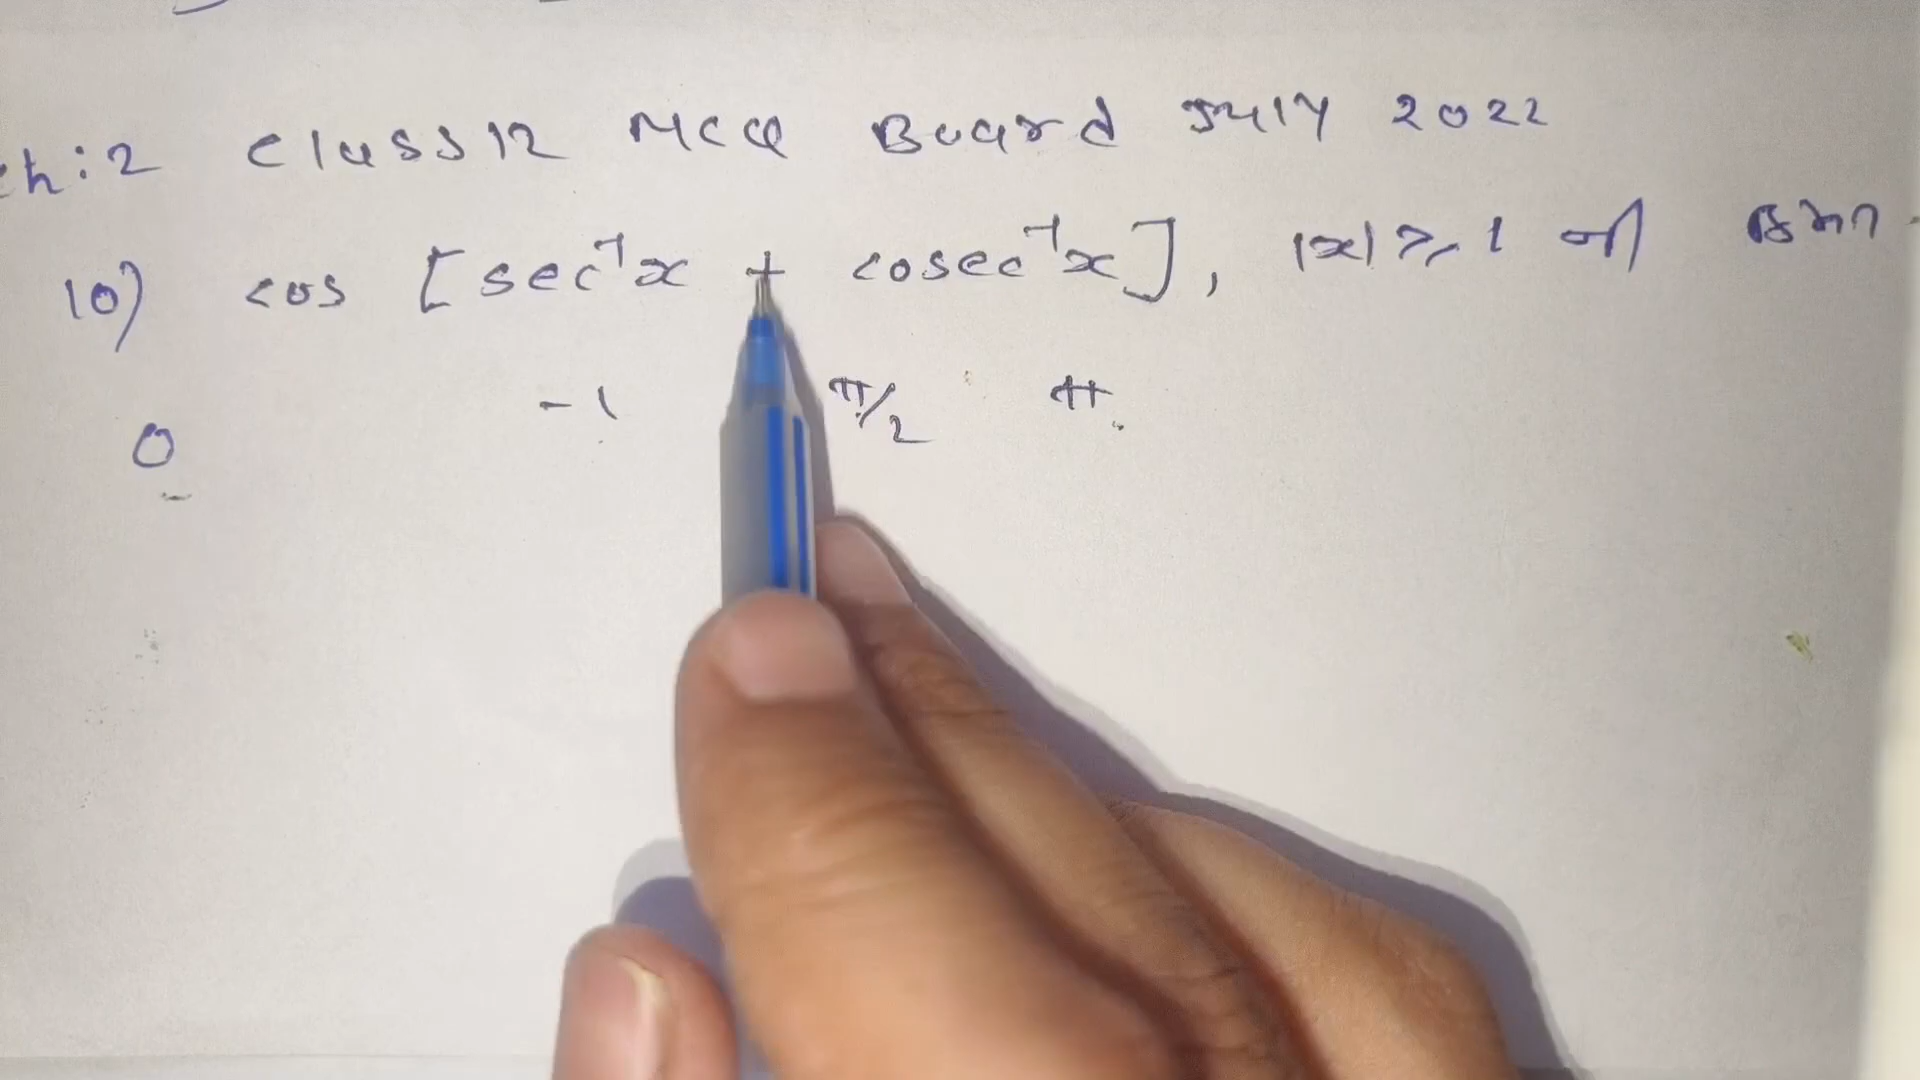 ch:2 Class 12 MCQ Board July 2022
10) cos [sec⁻¹x + cosec⁻¹x], |x| ≥ 1 ની કિંમત
0 -1 π/2 π